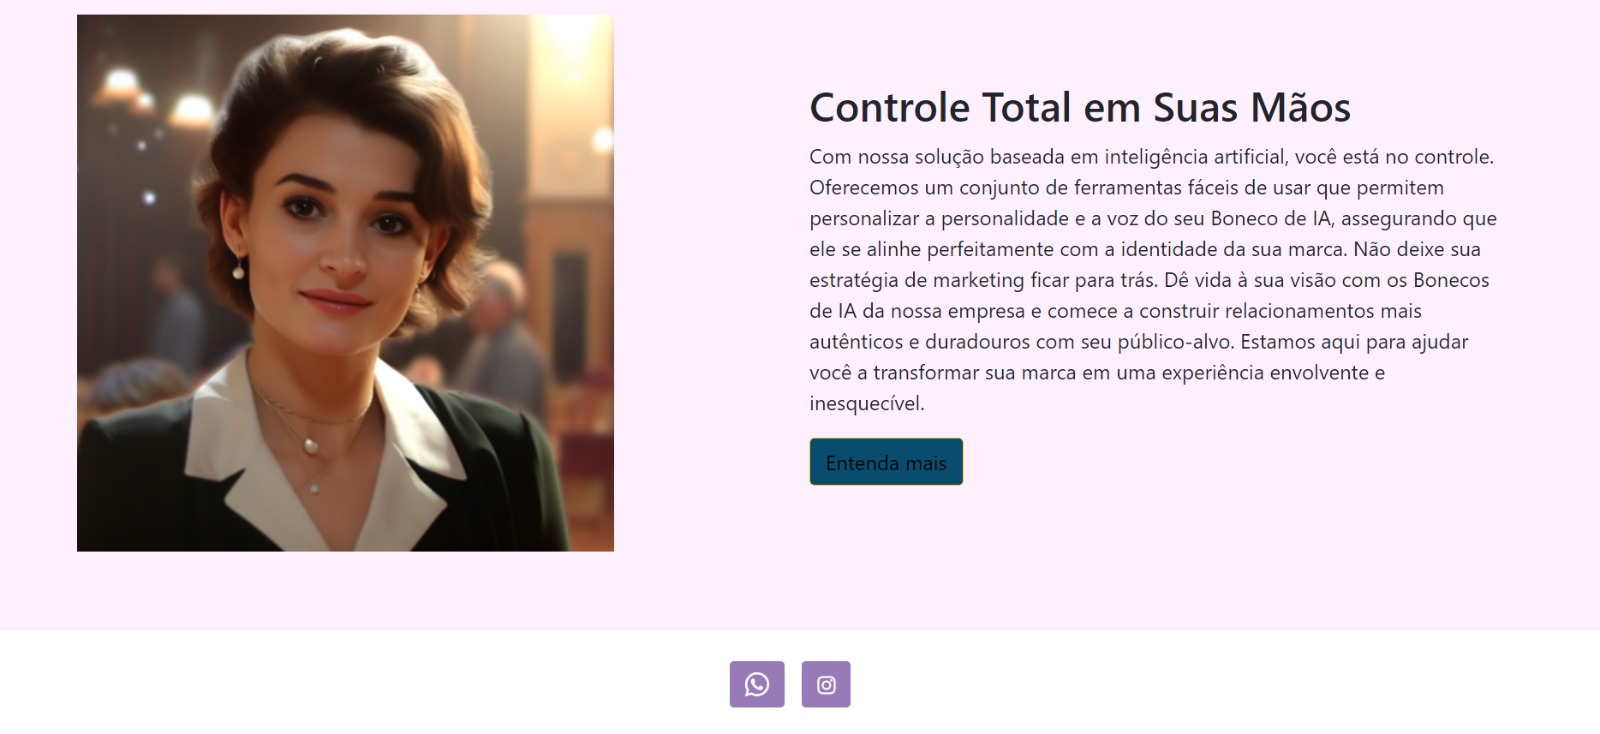 Controle Total em Suas Mãos
Com nossa solução baseada em inteligência artificial, você está no controle.
Oferecemos um conjunto de ferramentas fáceis de usar que permitem
personalizar a personalidade e a voz do seu Boneco de IA, assegurando que
ele se alinhe perfeitamente com a identidade da sua marca. Não deixe sua
estratégia de marketing ficar para trás. Dê vida à sua visão com os Bonecos
de IA da nossa empresa e comece a construir relacionamentos mais
autênticos e duradouros com seu público-alvo. Estamos aqui para ajudar
você a transformar sua marca em uma experiência envolvente e
inesquecível.
Entenda mais